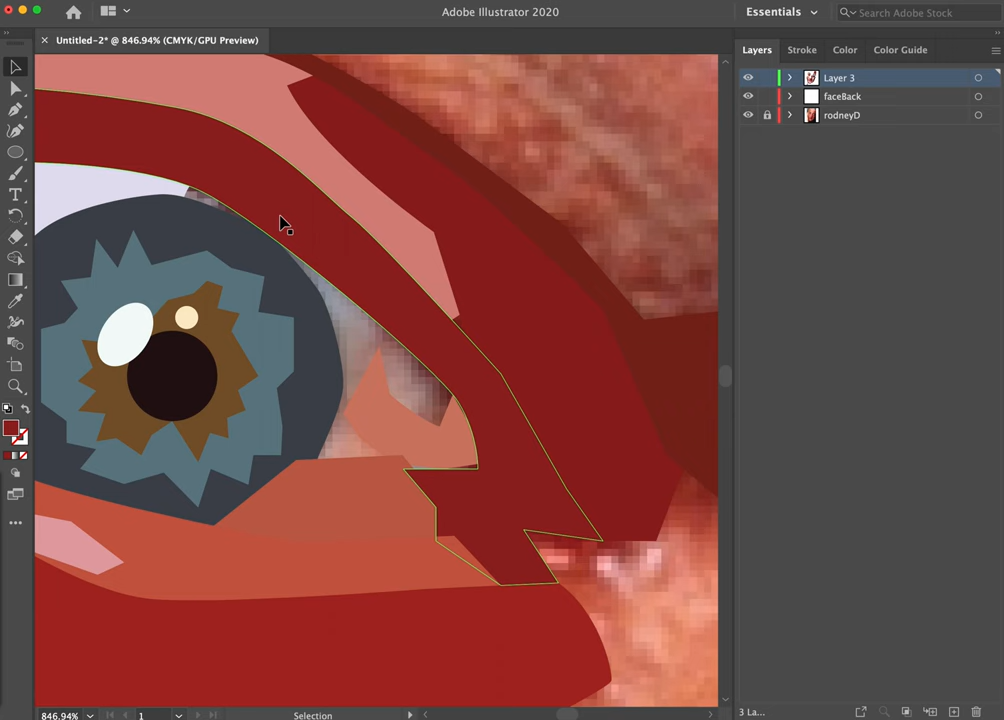 Adobe Illustrator 2020
Essentials
Search Adobe Stock
Untitled-2* @ 846.94% (CMYK/GPU Preview)
Layers
Stroke
Color
Color Guide
Layer 3
faceBack
rodneyD
846.94%
1
Selection
3 La...